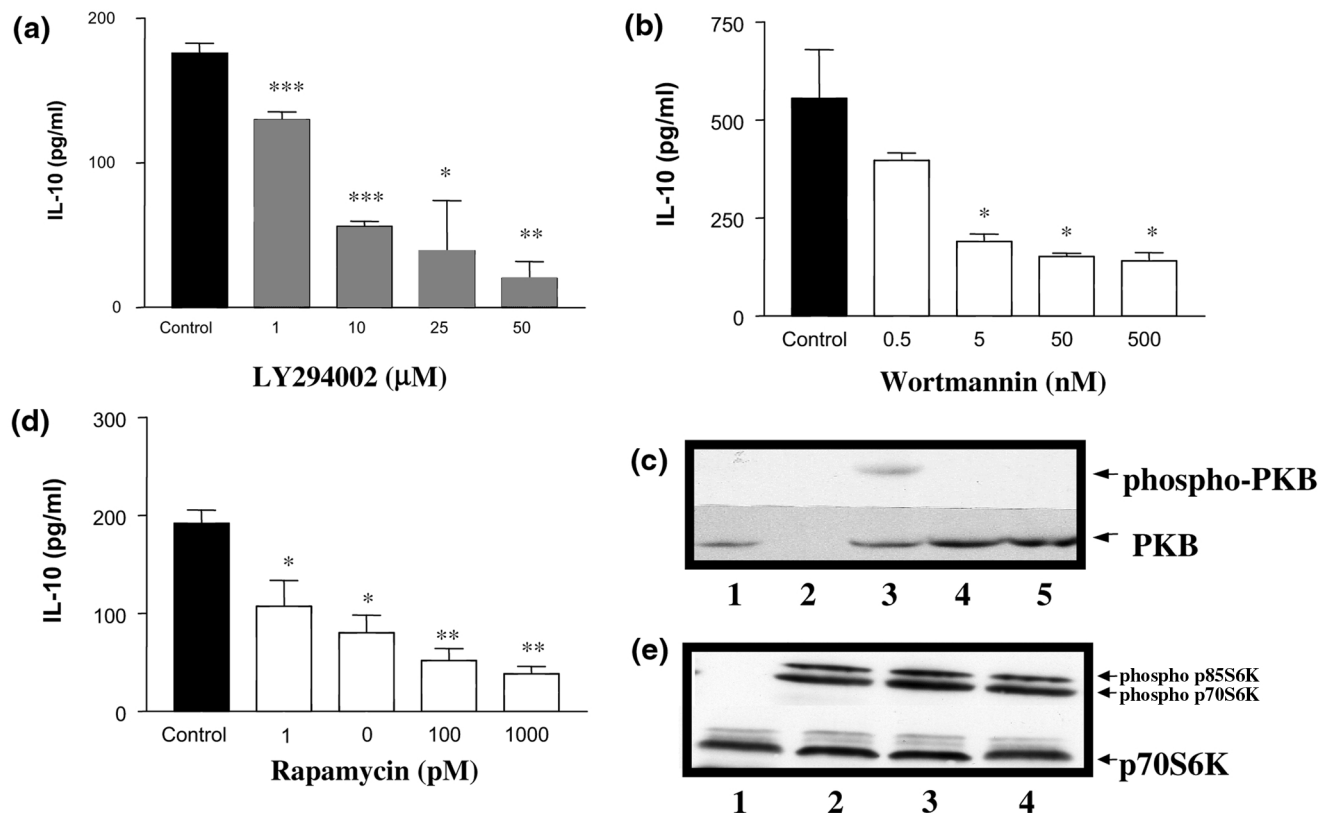 (a)
200
100
0
IL-10 (pg/ml)
***
***
*
**
Control 1 10 25 50
LY294002 (μM)
(b)
750
500
250
0
IL-10 (pg/ml)
*
*
*
Control 0.5 5 50 500
Wortmannin (nM)
(d)
300
200
100
0
IL-10 (pg/ml)
*
*
**
**
Control 1 0 100 1000
Rapamycin (pM)
(c)
phospho-PKB
PKB
1 2 3 4 5
(e)
phospho p85S6K
phospho p70S6K
p70S6K
1 2 3 4